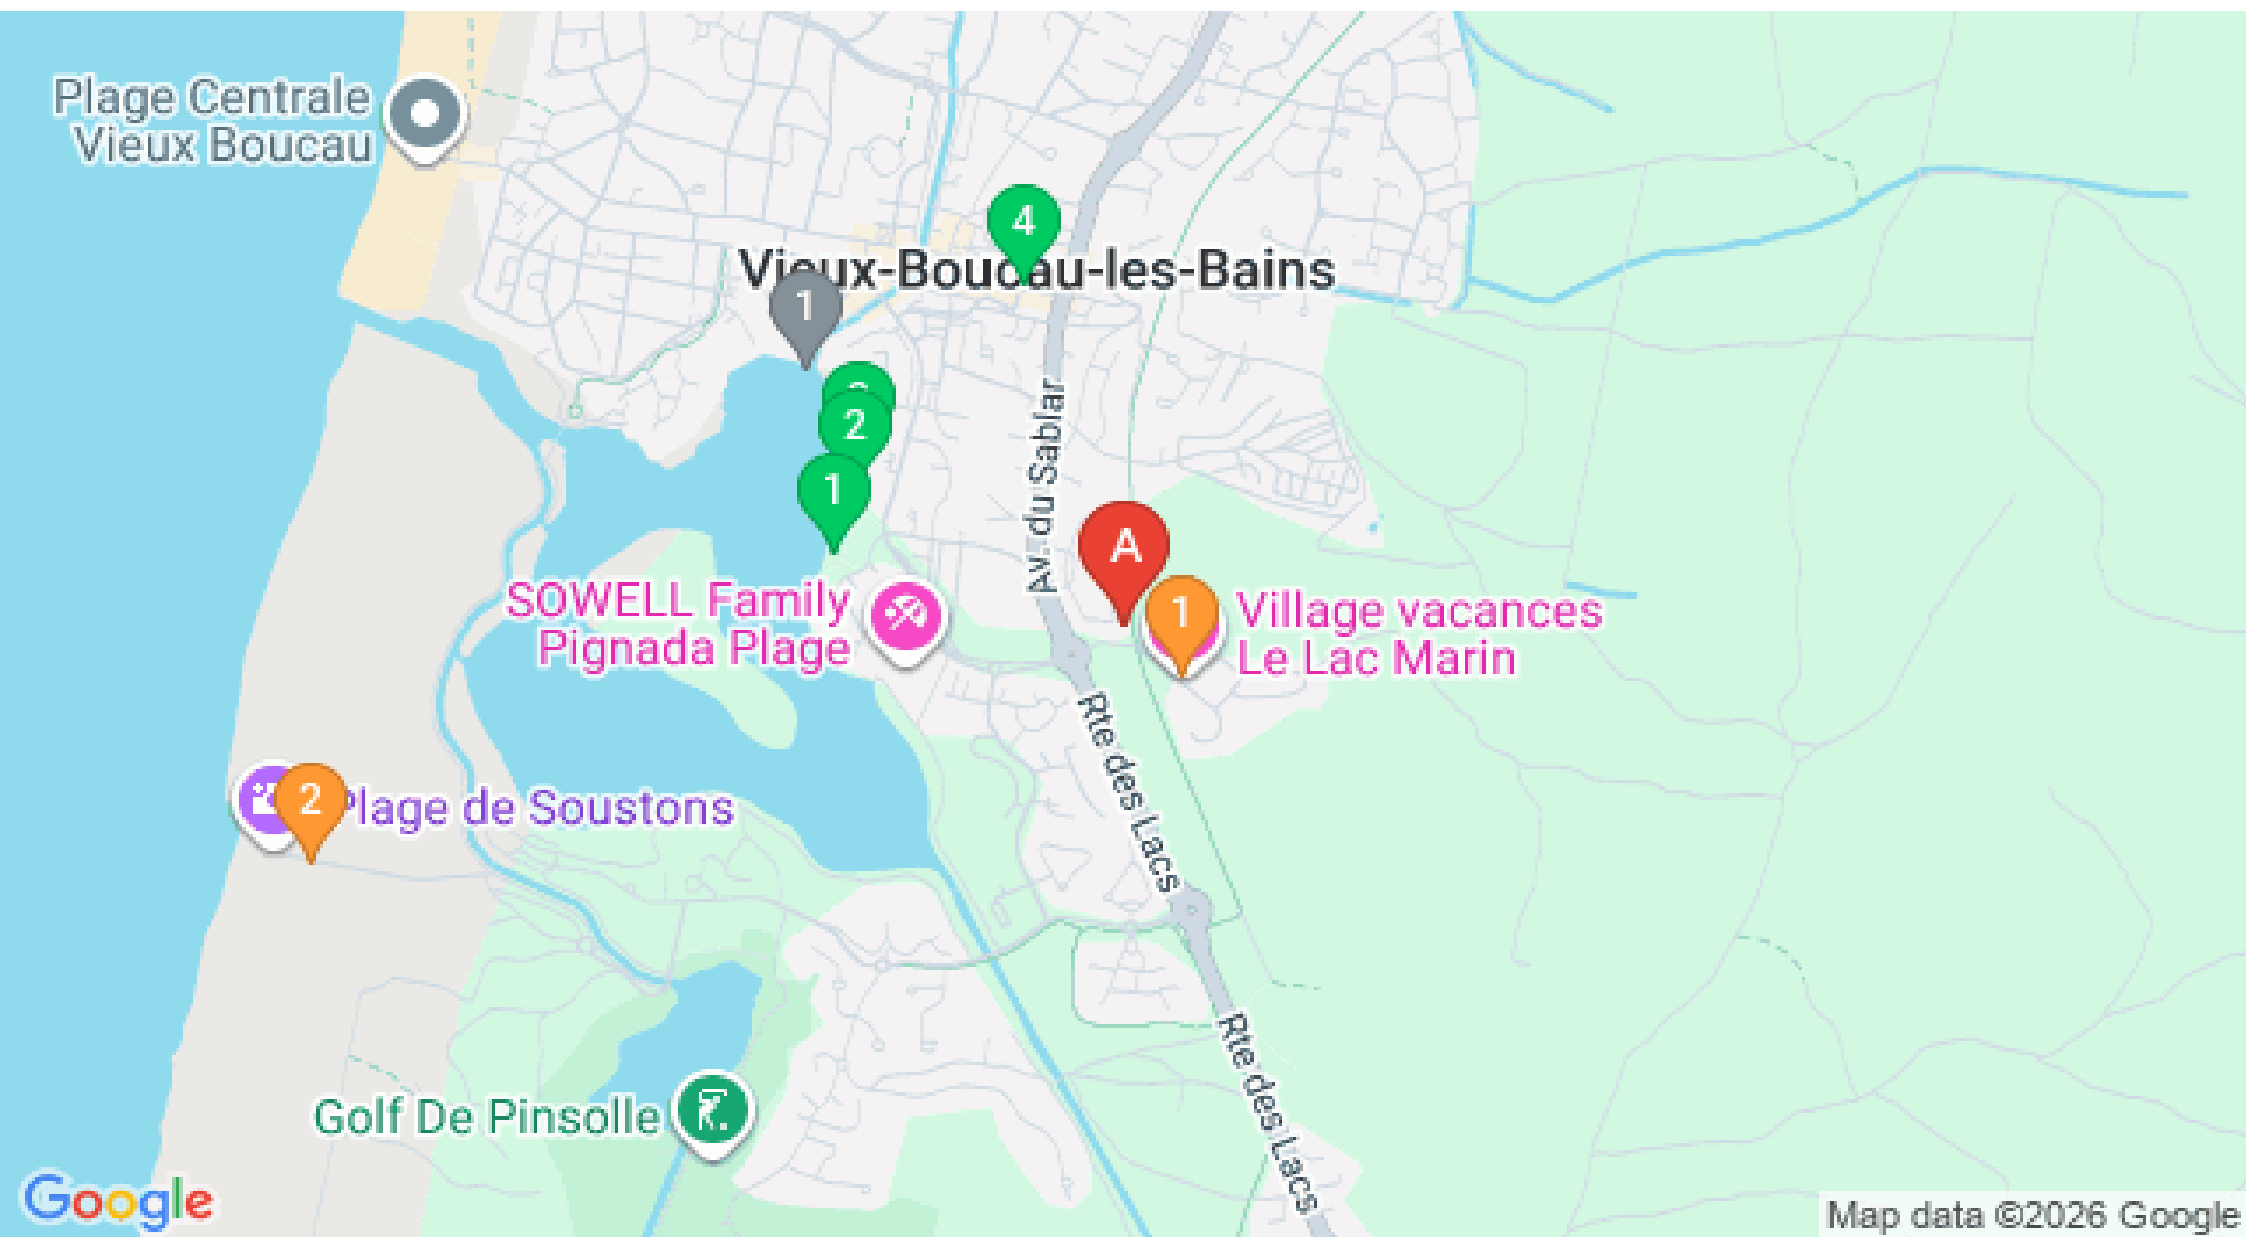 Plage Centrale
Vieux Boucau
4
Vieux-Boucau-les-Bains
1
2
1
Av. du Sablar
A
SOWELL Family
Pignada Plage
1
Village vacances
Le Lac Marin
Rte des Lacs
2
Plage de Soustons
Rte des Lacs
Golf De Pinsolle
Google
Map data ©2026 Google